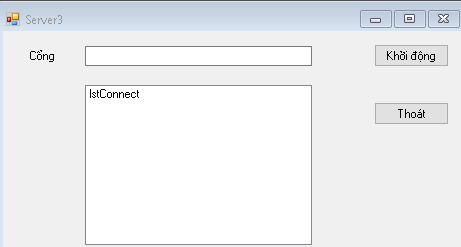 Server3
Cổng
Khởi động
lstConnect
Thoát